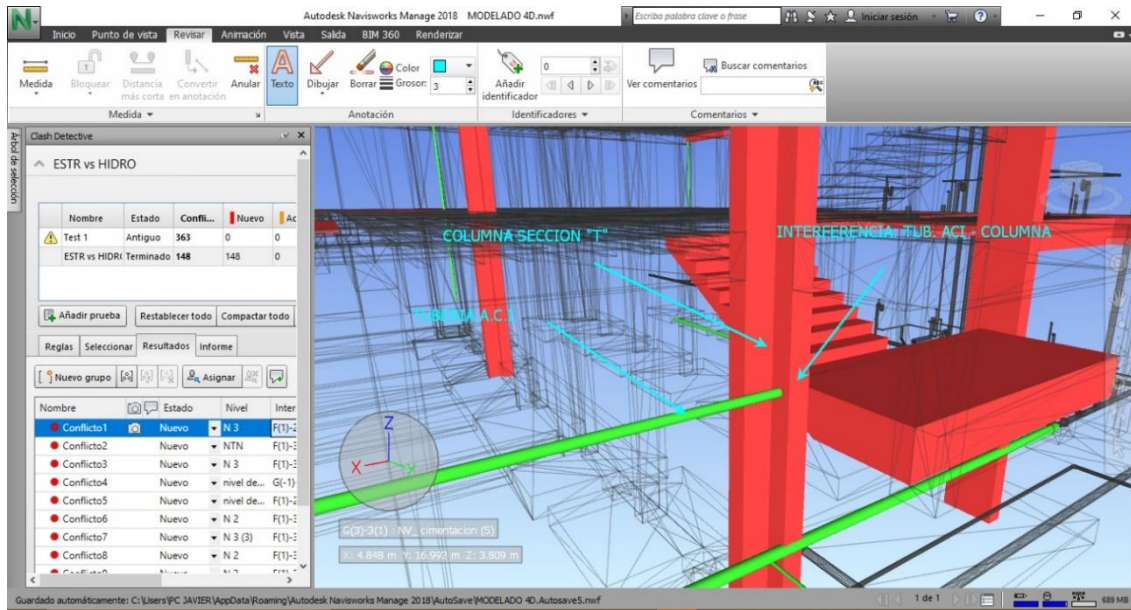 Autodesk Navisworks Manage 2018 MODELADO 4D.nwf
Escriba palabra clave o frase
Iniciar sesión
Inicio Punto de vista Revisar Animación Vista Salida BIM 360 Renderizar
Medida
Bloquear
Distancia más corta
Convertir en anotación
Anular
Texto
Dibujar
Borrar
Color
Grosor: 3
Añadir identificador
0
Ver comentarios
Buscar comentarios
Medida
Anotación
Identificadores
Comentarios
Árbol de selección
Clash Detective
ESTR vs HIDRO
Nombre Estado Confli... Nuevo Ac
Test 1 Antiguo 363 0 0
ESTR vs HIDR Terminado 148 148 0
Añadir prueba Restablecer todo Compactar todo
Reglas Seleccionar Resultados Informe
Nuevo grupo Asignar
Nombre Estado Nivel Inter
Conflicto1 Nuevo N 3 F(1)-2
Conflicto2 Nuevo NTN F(1)-3
Conflicto3 Nuevo N 3 F(1)-3
Conflicto4 Nuevo nivel de... G(-1)
Conflicto5 Nuevo nivel de... F(1)-2
Conflicto6 Nuevo N 2 F(1)-3
Conflicto7 Nuevo N 3 (3) F(1)-3
Conflicto8 Nuevo N 2 F(1)-3
COLUMNA SECCION "T"
INTERFERENCIA: TUB. ACI - COLUMNA
TUBERIA A.C.I
Z
X
Y
G(3)-3(1) : NV_ cimentacion (5)
X: 4.848 m Y: 16.992 m Z: 3.809 m
Guardado automáticamente: C:\Users\PC JAVIER\AppData\Roaming\Autodesk Navisworks Manage 2018\AutoSave\MODELADO 4D.Autosave5.nwf
1 de 1
689 MB